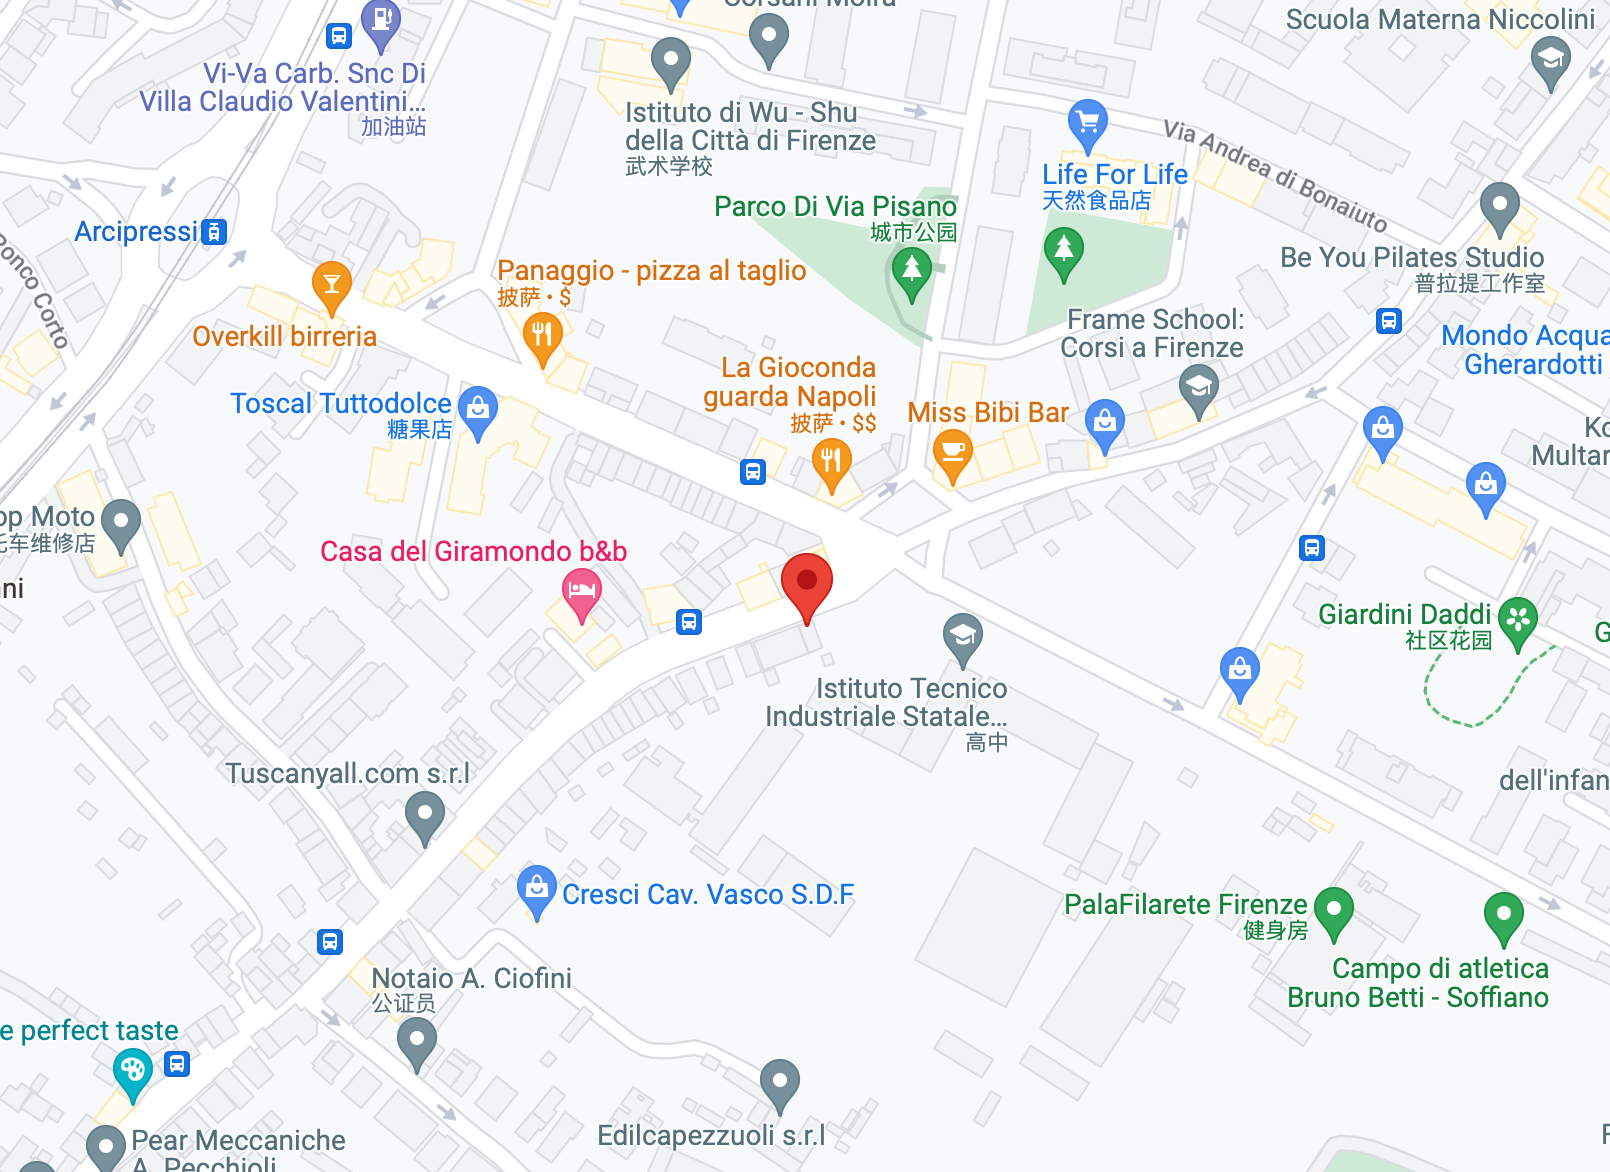 Corsani Moira
Scuola Materna Niccolini
Vi-Va Carb. Snc Di
Villa Claudio Valentini...
加油站
Istituto di Wu - Shu
della Città di Firenze
武术学校
Via Andrea di Bonaiuto
Life For Life
天然食品店
Parco Di Via Pisano
城市公园
Arcipressi
Ronco Corto
Be You Pilates Studio
普拉提工作室
Panaggio - pizza al taglio
披萨 • $
Overkill birreria
Frame School:
Corsi a Firenze
Mondo Acqua
Gherardotti
La Gioconda
guarda Napoli
披萨 • $$
Toscal Tuttodolce
糖果店
Miss Bibi Bar
Ko
Multar
op Moto
托车维修店
Casa del Giramondo b&b
ni
Giardini Daddi
社区花园
G
Istituto Tecnico
Industriale Statale...
高中
Tuscanyall.com s.r.l
dell'infan
Cresci Cav. Vasco S.D.F
PalaFilarete Firenze
健身房
Campo di atletica
Bruno Betti - Soffiano
Notaio A. Ciofini
公证员
e perfect taste
Edilcapezzuoli s.r.l
Pear Meccaniche
A. Pecchioli